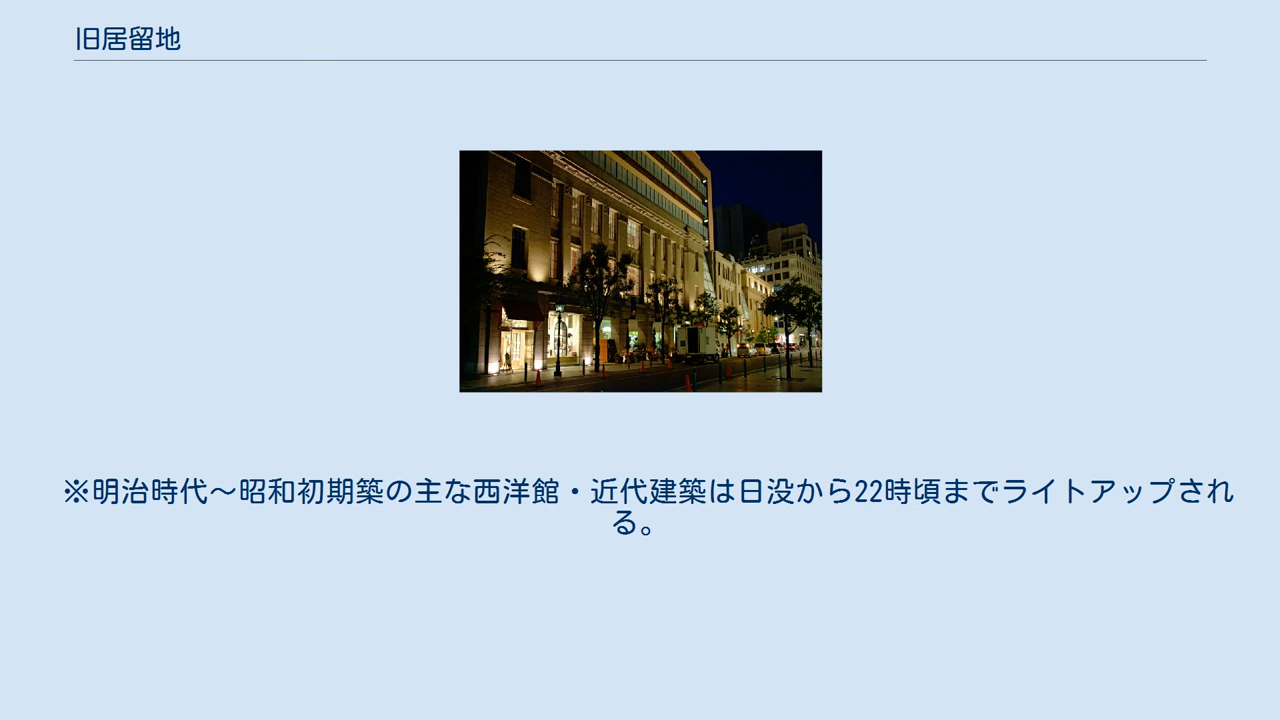 旧居留地
※明治時代～昭和初期築の主な西洋館・近代建築は日没から22時頃までライトアップされ
る。